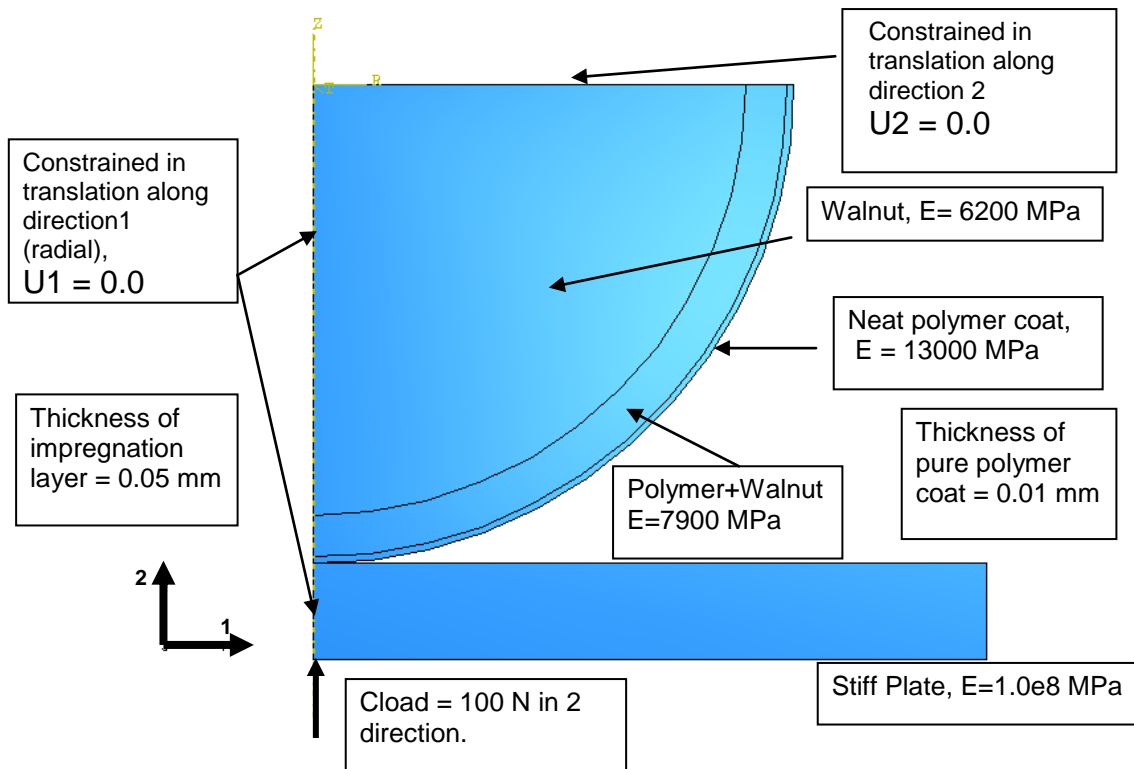 Z
R
T
Constrained in
translation along
direction 2
U2 = 0.0
Constrained in
translation along
direction1
(radial),
U1 = 0.0
Walnut, E= 6200 MPa
Neat polymer coat,
E = 13000 MPa
Thickness of
impregnation
layer = 0.05 mm
Thickness of
pure polymer
coat = 0.01 mm
Polymer+Walnut
E=7900 MPa
2
1
Stiff Plate, E=1.0e8 MPa
Cload = 100 N in 2
direction.